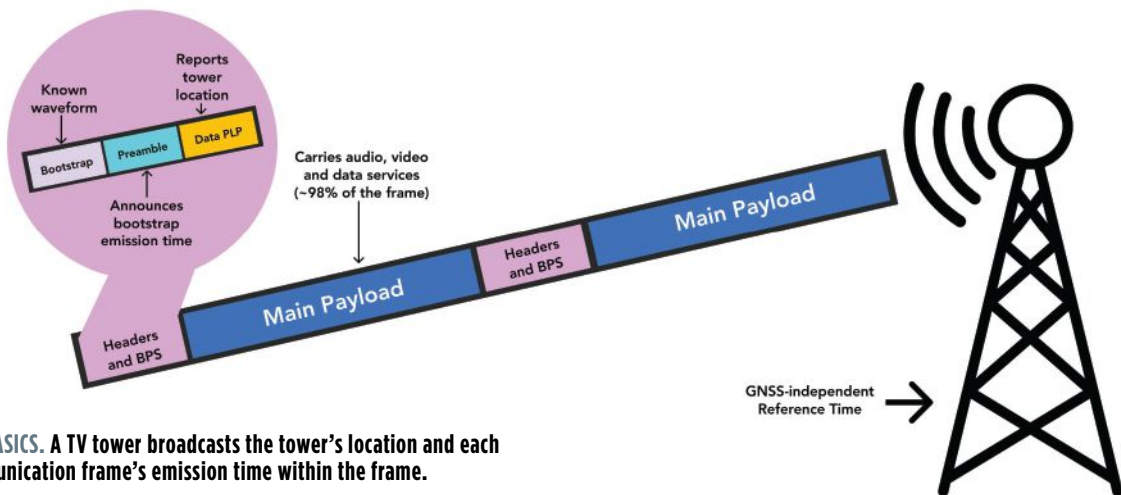 Reports
tower
location
Known
waveform
Bootstrap
Preamble
Data PLP
Announces
bootstrap
emission time
Carries audio, video
and data services
(~98% of the frame)
Headers
and BPS
Main Payload
Headers
and BPS
Main Payload
GNSS-independent
Reference Time
ASICS. A TV tower broadcasts the tower's location and each
unication frame's emission time within the frame.